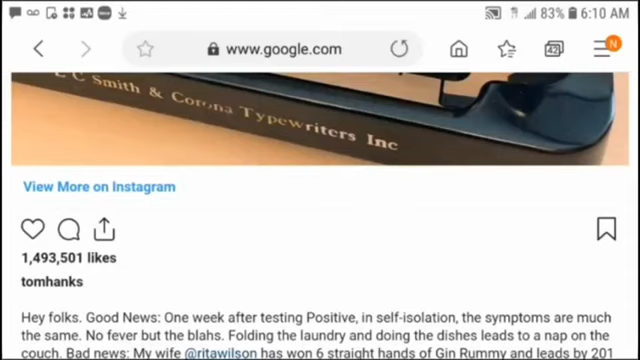 83% 6:10 AM
www.google.com
42
N
L C Smith & Corona Typewriters Inc
View More on Instagram
1,493,501 likes
tomhanks
Hey folks. Good News: One week after testing Positive, in self-isolation, the symptoms are much
the same. No fever but the blahs. Folding the laundry and doing the dishes leads to a nap on the
couch. Bad news: My wife @ritawilson has won 6 straight hands of Gin Rummy and leads by 201